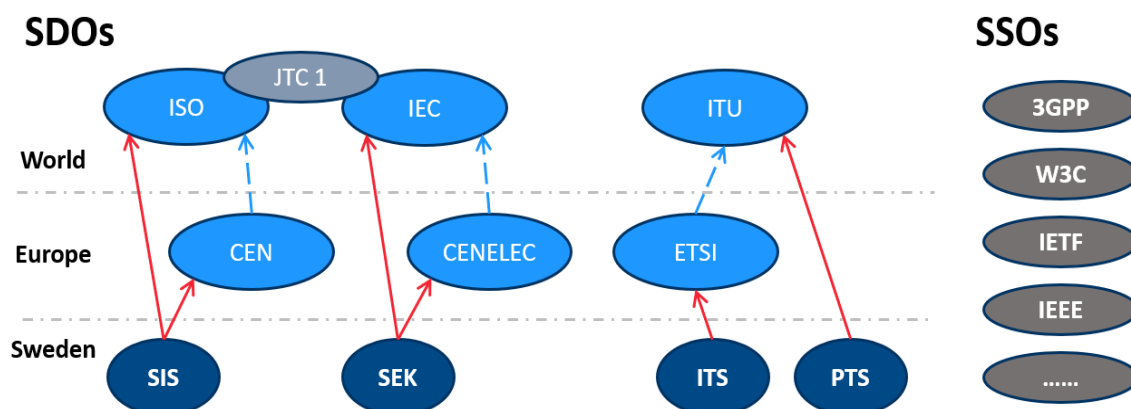 SDOs
SSOs
JTC 1
ISO
IEC
ITU
3GPP
World
W3C
Europe
CEN
CENELEC
ETSI
IETF
IEEE
Sweden
SIS
SEK
ITS
PTS
......